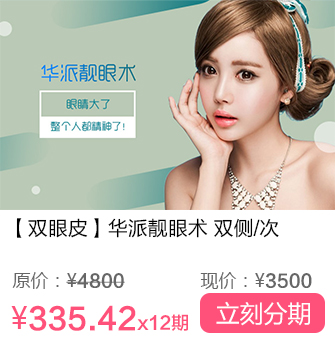 华派靓眼术
眼睛大了
整个人都精神了!
【双眼皮】华派靓眼术 双侧/次
原价：¥4800 现价：¥3500
¥335.42x12期 立刻分期